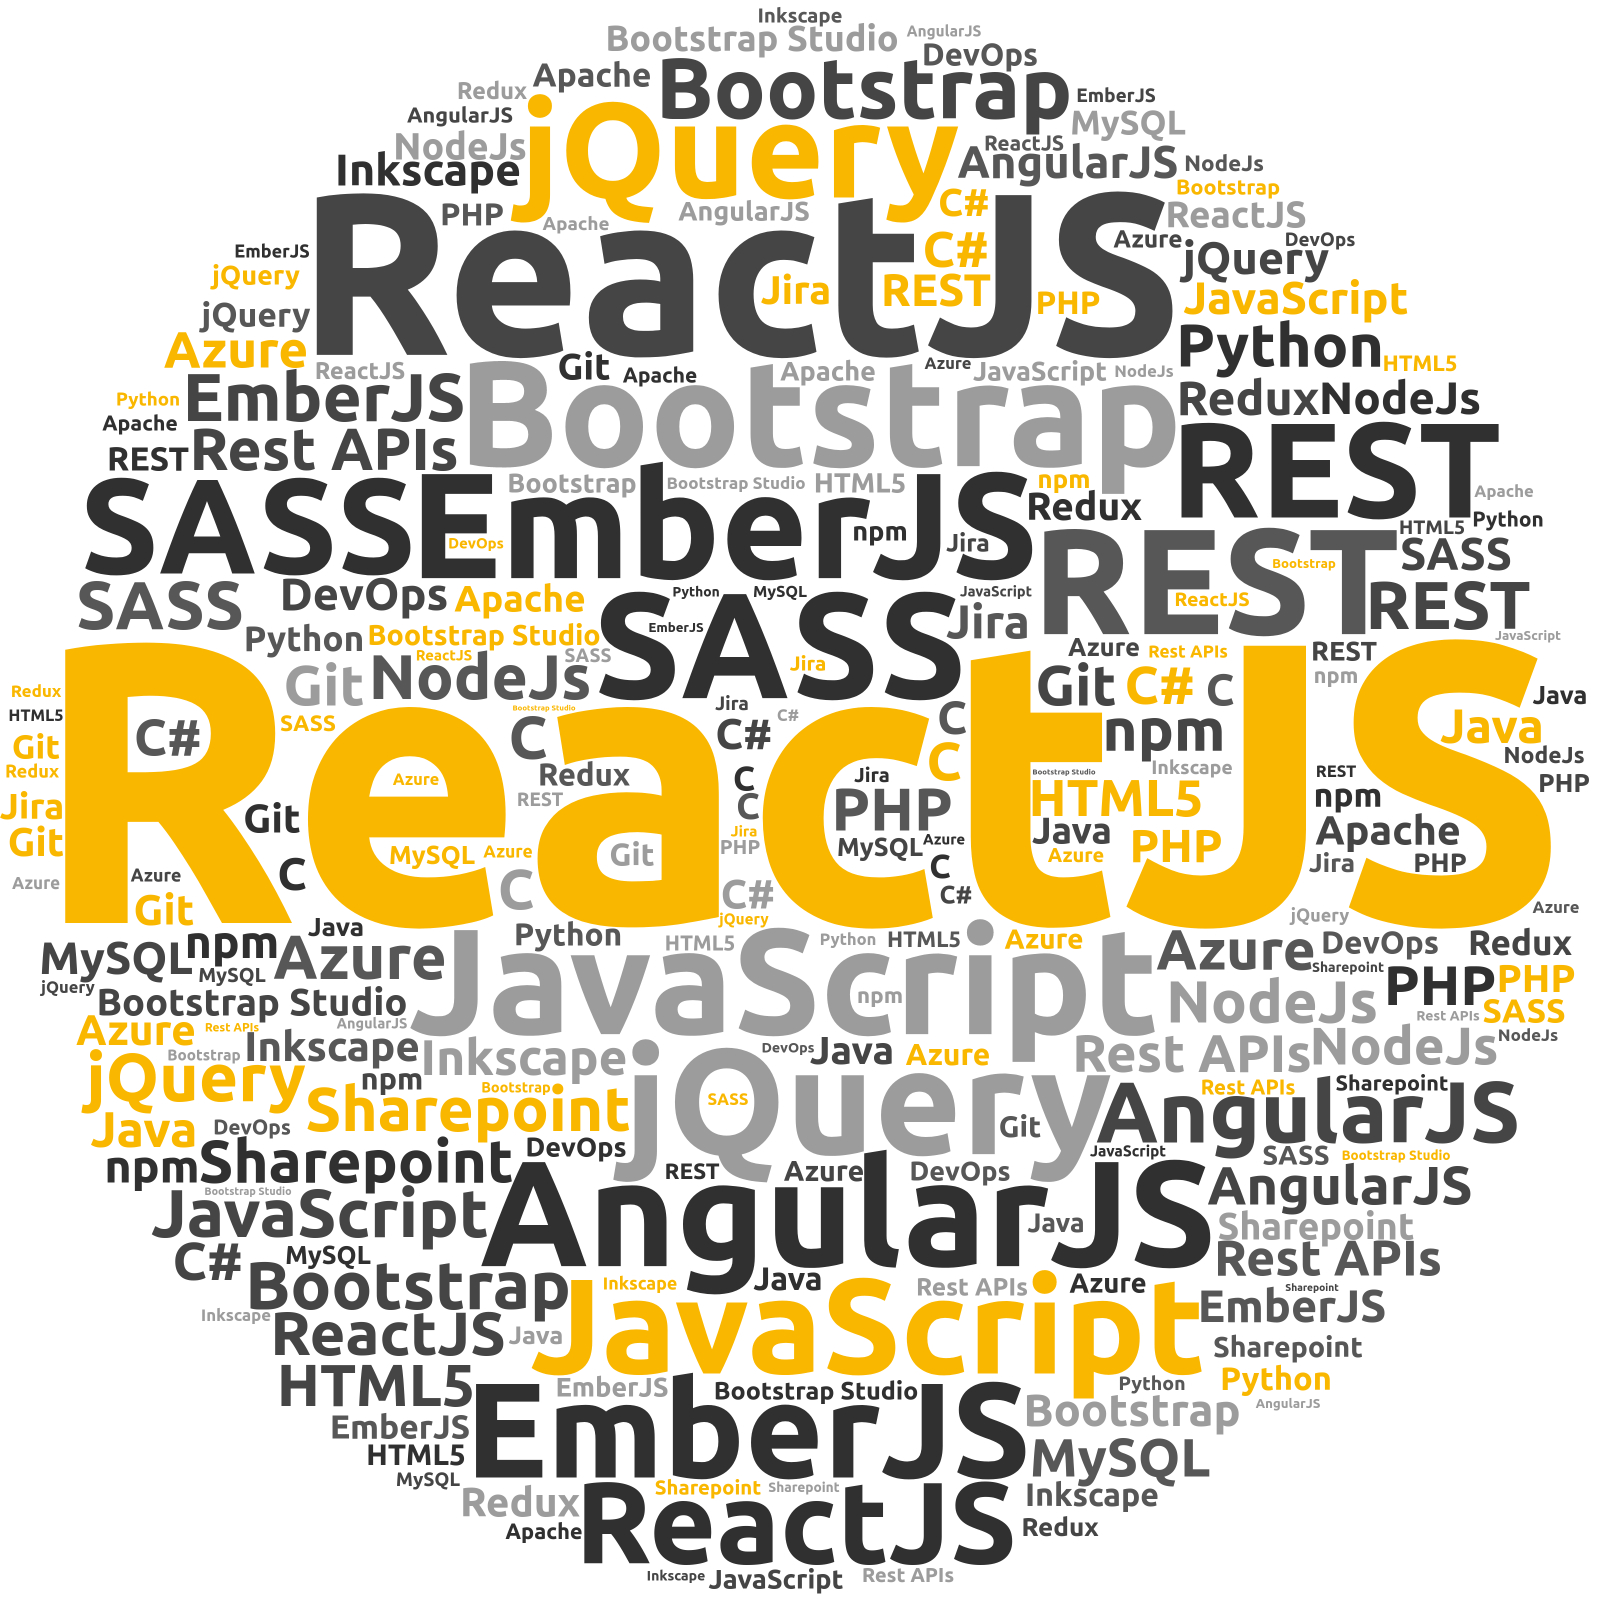 Inkscape
Bootstrap Studio
AngularJS
DevOps
Apache
Bootstrap
Redux
EmberJS
AngularJS
jQuery
MySQL
NodeJs
ReactJS
Inkscape
AngularJS
NodeJs
Bootstrap
PHP
Apache
AngularJS
C#
ReactJS
ReactJS
EmberJS
C#
Azure
DevOps
jQuery
jQuery
Jira
REST
PHP
JavaScript
jQuery
Azure
Python
ReactJS
Git
Apache
Apache
Azure
JavaScript
NodeJs
HTML5
Python
EmberJS
Bootstrap
Redux
NodeJs
Apache
REST
Rest APIs
REST
SASS
EmberJS
Bootstrap
Bootstrap Studio
HTML5
npm
Redux
Apache
HTML5
Python
DevOps
npm
Jira
REST
Bootstrap
SASS
SASS
DevOps
Apache
Python
MySQL
JavaScript
ReactJS
REST
SASS
EmberJS
Jira
Python
Bootstrap Studio
JavaScript
ReactJS
SASS
Azure
Rest APIs
REST
Git
NodeJs
Jira
Git
C#
C
npm
Redux
Java
ReactJS
HTML5
C#
SASS
Bootstrap Studio
C
Jira
C#
C#
C
npm
Java
Git
C
NodeJs
Redux
Azure
Redux
C
Jira
Bootstrap Studio
Inkscape
REST
PHP
Jira
Git
REST
C
PHP
HTML5
npm
Git
Jira
PHP
MySQL
Azure
Java
PHP
Apache
MySQL
Azure
Git
Azure
Jira
PHP
Azure
Azure
C
C
C#
C
C#
Git
jQuery
jQuery
Azure
Java
Python
HTML5
JavaScript
Python
HTML5
Azure
Azure
DevOps
Redux
MySQL
npm
Azure
MySQL
Sharepoint
PHP
PHP
jQuery
Bootstrap Studio
npm
NodeJs
SASS
Azure
Rest APIs
AngularJS
Rest APIs
NodeJs
NodeJs
Bootstrap
Inkscape
Inkscape
jQuery
DevOps
Java
Azure
Rest APIs
jQuery
npm
Bootstrap
Rest APIs
Sharepoint
Sharepoint
SASS
AngularJS
Java
DevOps
Git
npm
Sharepoint
DevOps
JavaScript
SASS
Bootstrap Studio
REST
Azure
DevOps
AngularJS
AngularJS
Bootstrap Studio
JavaScript
Java
Sharepoint
C#
MySQL
Rest APIs
Bootstrap
Inkscape
Java
Rest APIs
Azure
Sharepoint
JavaScript
EmberJS
Inkscape
ReactJS
Java
Sharepoint
HTML5
EmberJS
Bootstrap Studio
Python
Python
EmberJS
Bootstrap
AngularJS
EmberJS
HTML5
MySQL
MySQL
Redux
Sharepoint
Sharepoint
Inkscape
ReactJS
Apache
Redux
Inkscape
JavaScript
Rest APIs